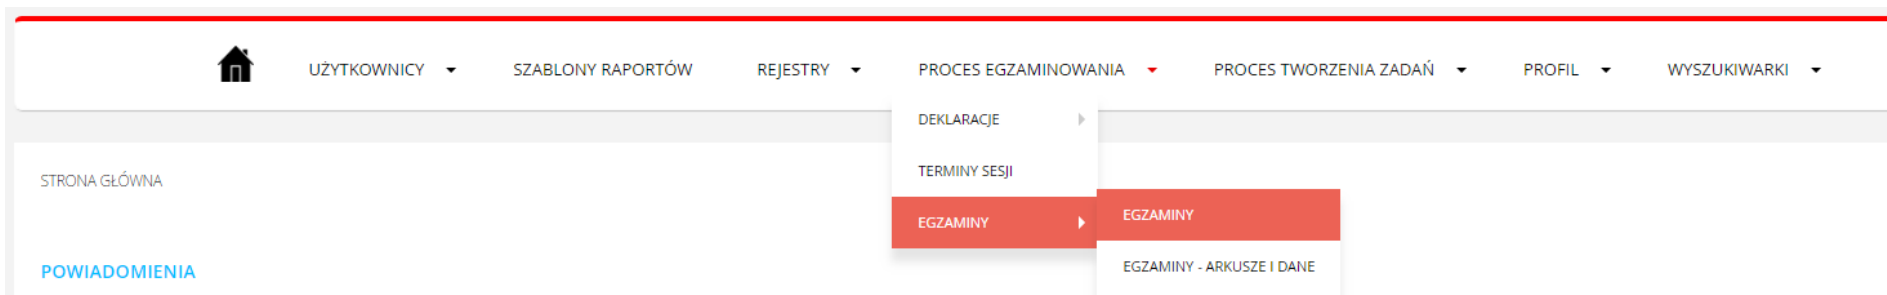 UŻYTKOWNICY SZABLONY RAPORTÓW REJESTRY PROCES EGZAMINOWANIA PROCES TWORZENIA ZADAŃ PROFIL WYSZUKIWARKI
DEKLARACJE
TERMINY SESJI
EGZAMINY
EGZAMINY
EGZAMINY - ARKUSZE I DANE
STRONA GŁÓWNA
POWIADOMIENIA